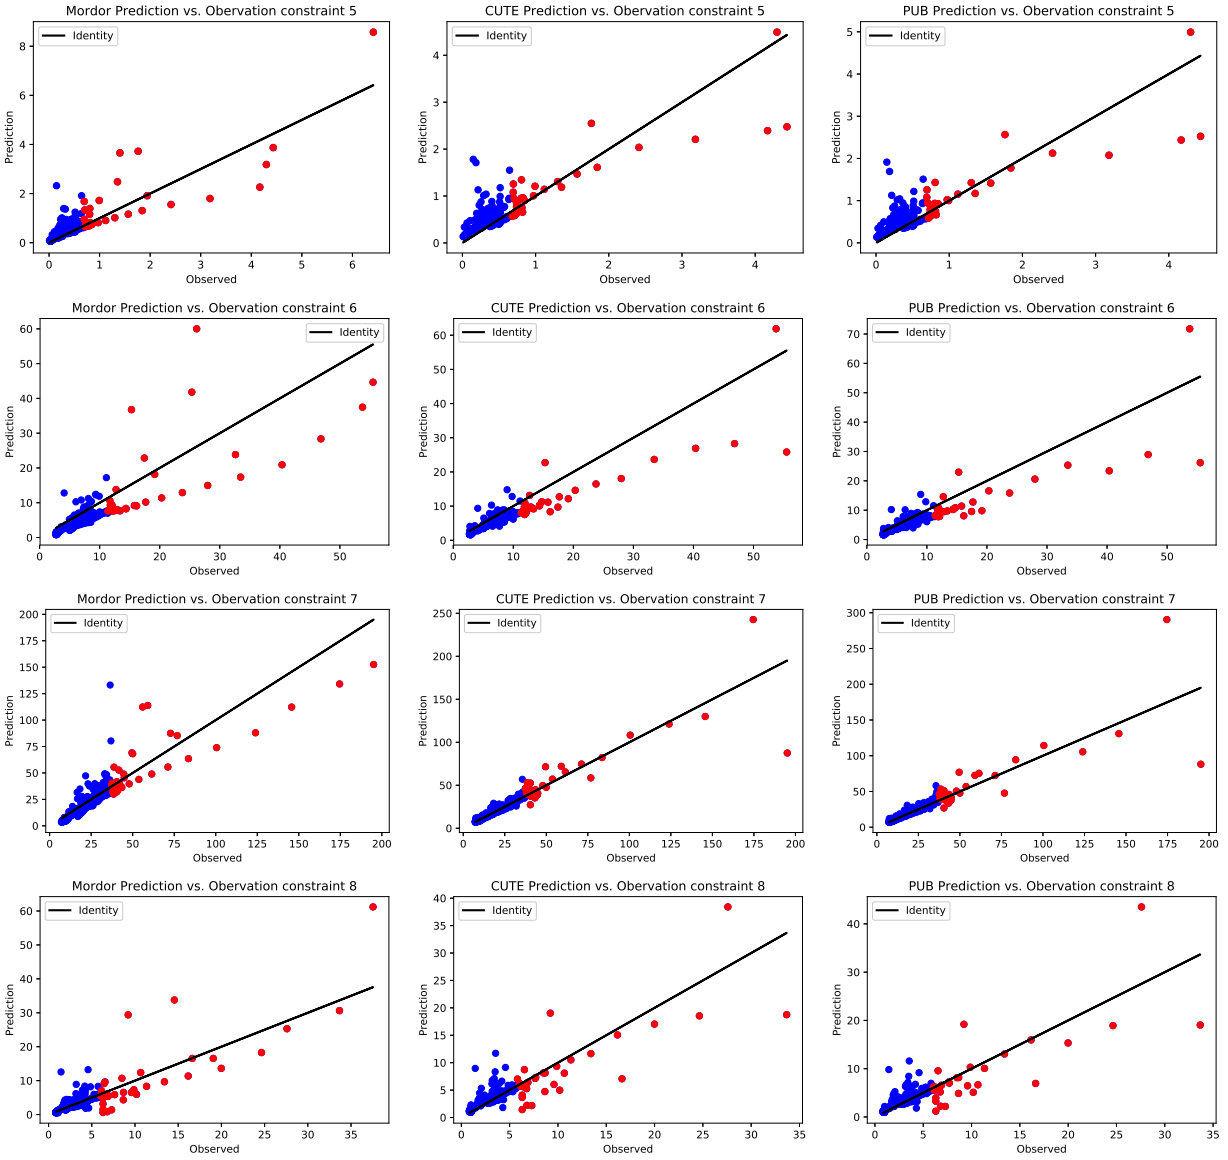 Mordor Prediction vs. Obervation constraint 5
Identity
Prediction
8
6
4
2
0
0 1 2 3 4 5 6
Observed
CUTE Prediction vs. Obervation constraint 5
Identity
Prediction
4
3
2
1
0
0 1 2 3 4
Observed
PUB Prediction vs. Obervation constraint 5
Identity
Prediction
5
4
3
2
1
0
0 1 2 3 4
Observed
Mordor Prediction vs. Obervation constraint 6
Identity
Prediction
60
50
40
30
20
10
0
0 10 20 30 40 50
Observed
CUTE Prediction vs. Obervation constraint 6
Identity
Prediction
60
50
40
30
20
10
0
0 10 20 30 40 50
Observed
PUB Prediction vs. Obervation constraint 6
Identity
Prediction
70
60
50
40
30
20
10
0
0 10 20 30 40 50
Observed
Mordor Prediction vs. Obervation constraint 7
Identity
Prediction
200
175
150
125
100
75
50
25
0
0 25 50 75 100 125 150 175 200
Observed
CUTE Prediction vs. Obervation constraint 7
Identity
Prediction
250
200
150
100
50
0
0 25 50 75 100 125 150 175 200
Observed
PUB Prediction vs. Obervation constraint 7
Identity
Prediction
300
250
200
150
100
50
0
0 25 50 75 100 125 150 175 200
Observed
Mordor Prediction vs. Obervation constraint 8
Identity
Prediction
60
50
40
30
20
10
0
0 5 10 15 20 25 30 35
Observed
CUTE Prediction vs. Obervation constraint 8
Identity
Prediction
40
35
30
25
20
15
10
5
0
0 5 10 15 20 25 30 35
Observed
PUB Prediction vs. Obervation constraint 8
Identity
Prediction
40
30
20
10
0
0 5 10 15 20 25 30 35
Observed